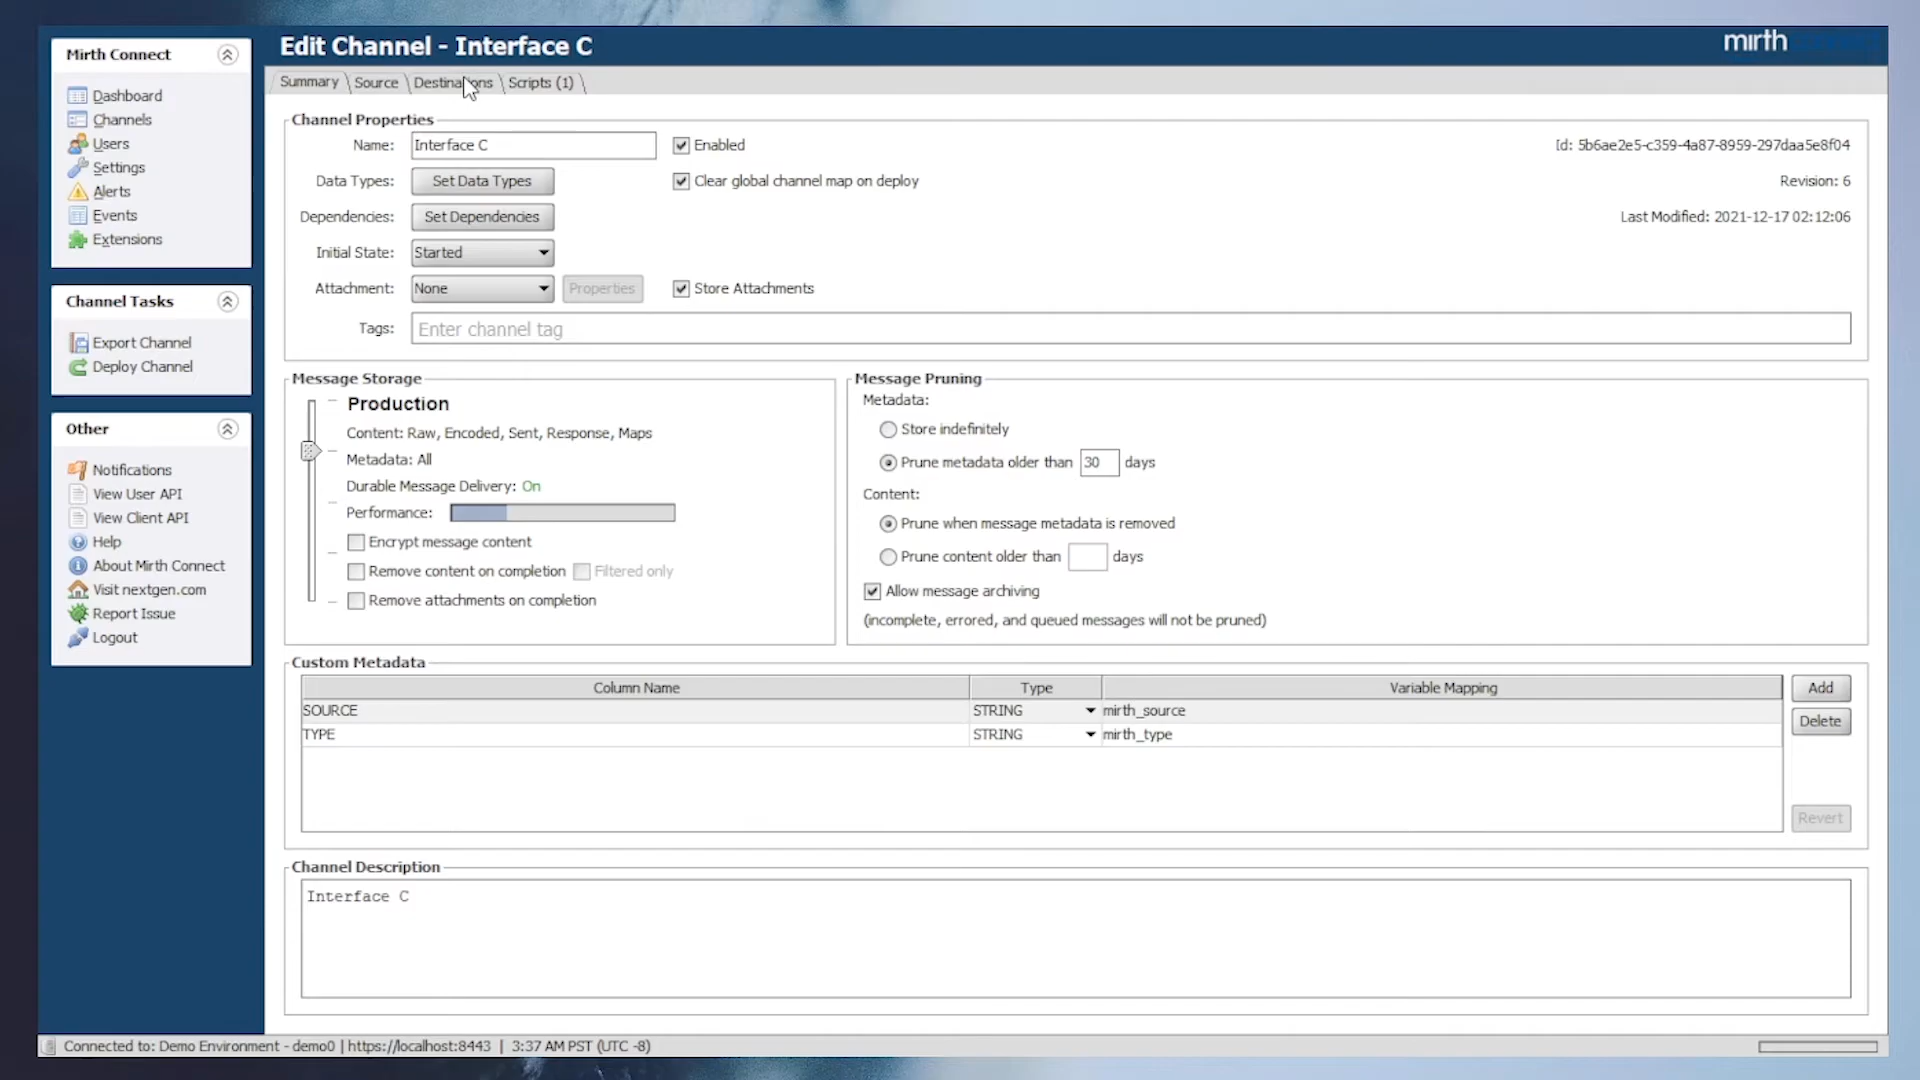 Mirth Connect
Dashboard
Channels
Users
Settings
Alerts
Events
Extensions
Channel Tasks
Export Channel
Deploy Channel
Other
Notifications
View User API
View Client API
Help
About Mirth Connect
Visit nextgen.com
Report Issue
Logout
Edit Channel - Interface C
mirth connect
Summary Source Destinations Scripts (1)
Channel Properties
Name: Interface C Enabled Id: 5b6ae2e5-c359-4a87-8959-297daa5e8f04
Data Types: Set Data Types Clear global channel map on deploy Revision: 6
Dependencies: Set Dependencies Last Modified: 2021-12-17 02:12:06
Initial State: Started
Attachment: None Properties Store Attachments
Tags: Enter channel tag
Message Storage
Production
Content: Raw, Encoded, Sent, Response, Maps
Metadata: All
Durable Message Delivery: On
Performance:
Encrypt message content
Remove content on completion Filtered only
Remove attachments on completion
Message Pruning
Metadata:
Store indefinitely
Prune metadata older than 30 days
Content:
Prune when message metadata is removed
Prune content older than days
Allow message archiving
(incomplete, errored, and queued messages will not be pruned)
Custom Metadata
Column Name Type Variable Mapping Add
SOURCE STRING mirth_source
TYPE STRING mirth_type
Delete
Revert
Channel Description
Interface C
Connected to: Demo Environment - demo0 | https://localhost:8443 | 3:37 AM PST (UTC -8)